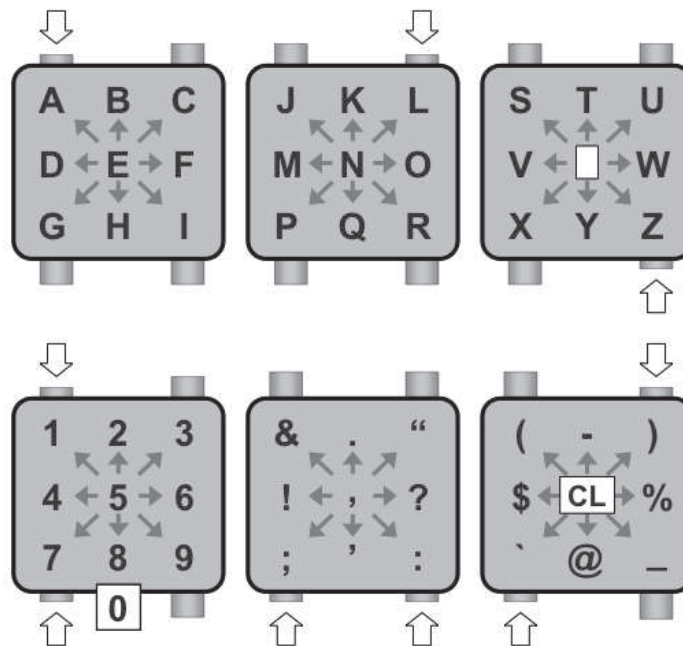 A B C J K L S T U
D E F M N O V W
G H I P Q R X Y Z
1 2 3 & . “ ( - )
4 5 6 ! , ? $ CL %
7 8 9 ; ’ : ` @ _
0